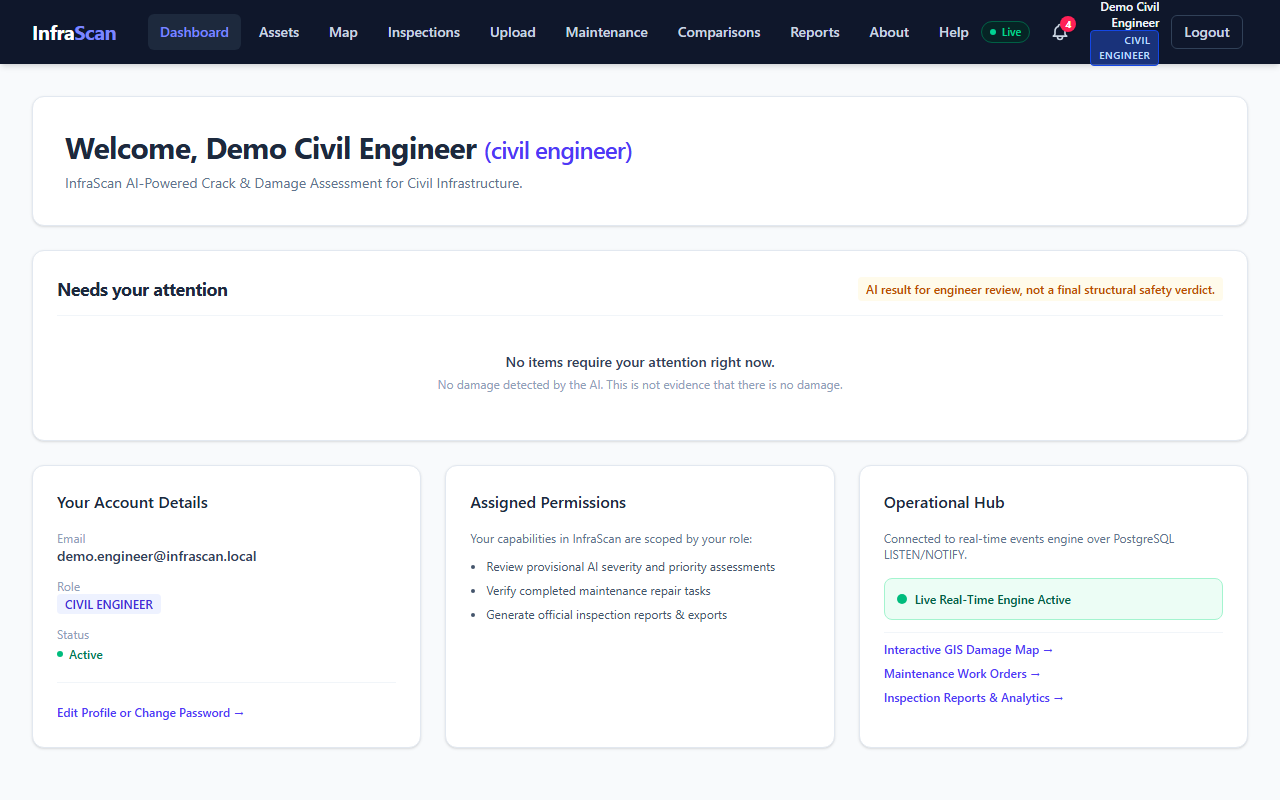 InfraScan
Dashboard
Assets
Map
Inspections
Upload
Maintenance
Comparisons
Reports
About
Help
Live
4
Demo Civil
Engineer
CIVIL
ENGINEER
Logout
Welcome, Demo Civil Engineer (civil engineer)
InfraScan AI-Powered Crack & Damage Assessment for Civil Infrastructure.
Needs your attention
AI result for engineer review, not a final structural safety verdict.
No items require your attention right now.
No damage detected by the AI. This is not evidence that there is no damage.
Your Account Details
Email
demo.engineer@infrascan.local
Role
CIVIL ENGINEER
Status
Active
Edit Profile or Change Password →
Assigned Permissions
Your capabilities in InfraScan are scoped by your role:
• Review provisional AI severity and priority assessments
• Verify completed maintenance repair tasks
• Generate official inspection reports & exports
Operational Hub
Connected to real-time events engine over PostgreSQL
LISTEN/NOTIFY.
Live Real-Time Engine Active
Interactive GIS Damage Map →
Maintenance Work Orders →
Inspection Reports & Analytics →